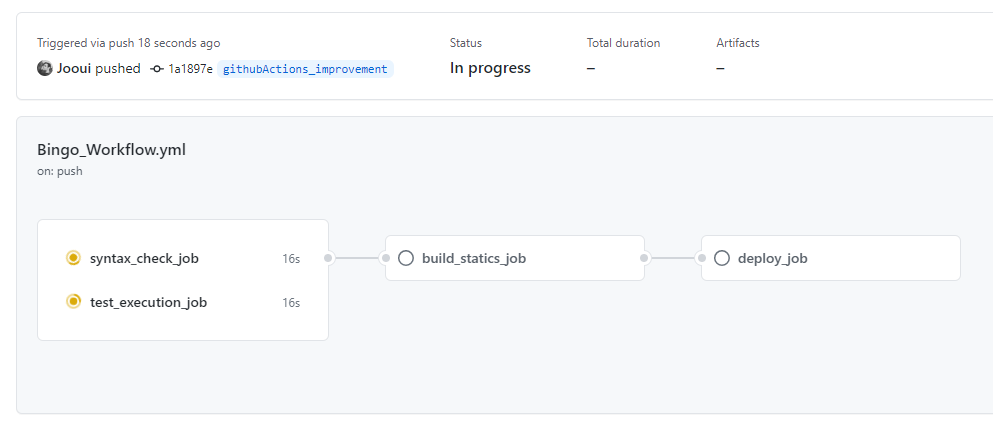 Triggered via push 18 seconds ago
Jooui pushed 1a1897e githubActions_improvement
Status
In progress
Total duration
–
Artifacts
–
Bingo_Workflow.yml
on: push
syntax_check_job 16s
test_execution_job 16s
build_statics_job
deploy_job